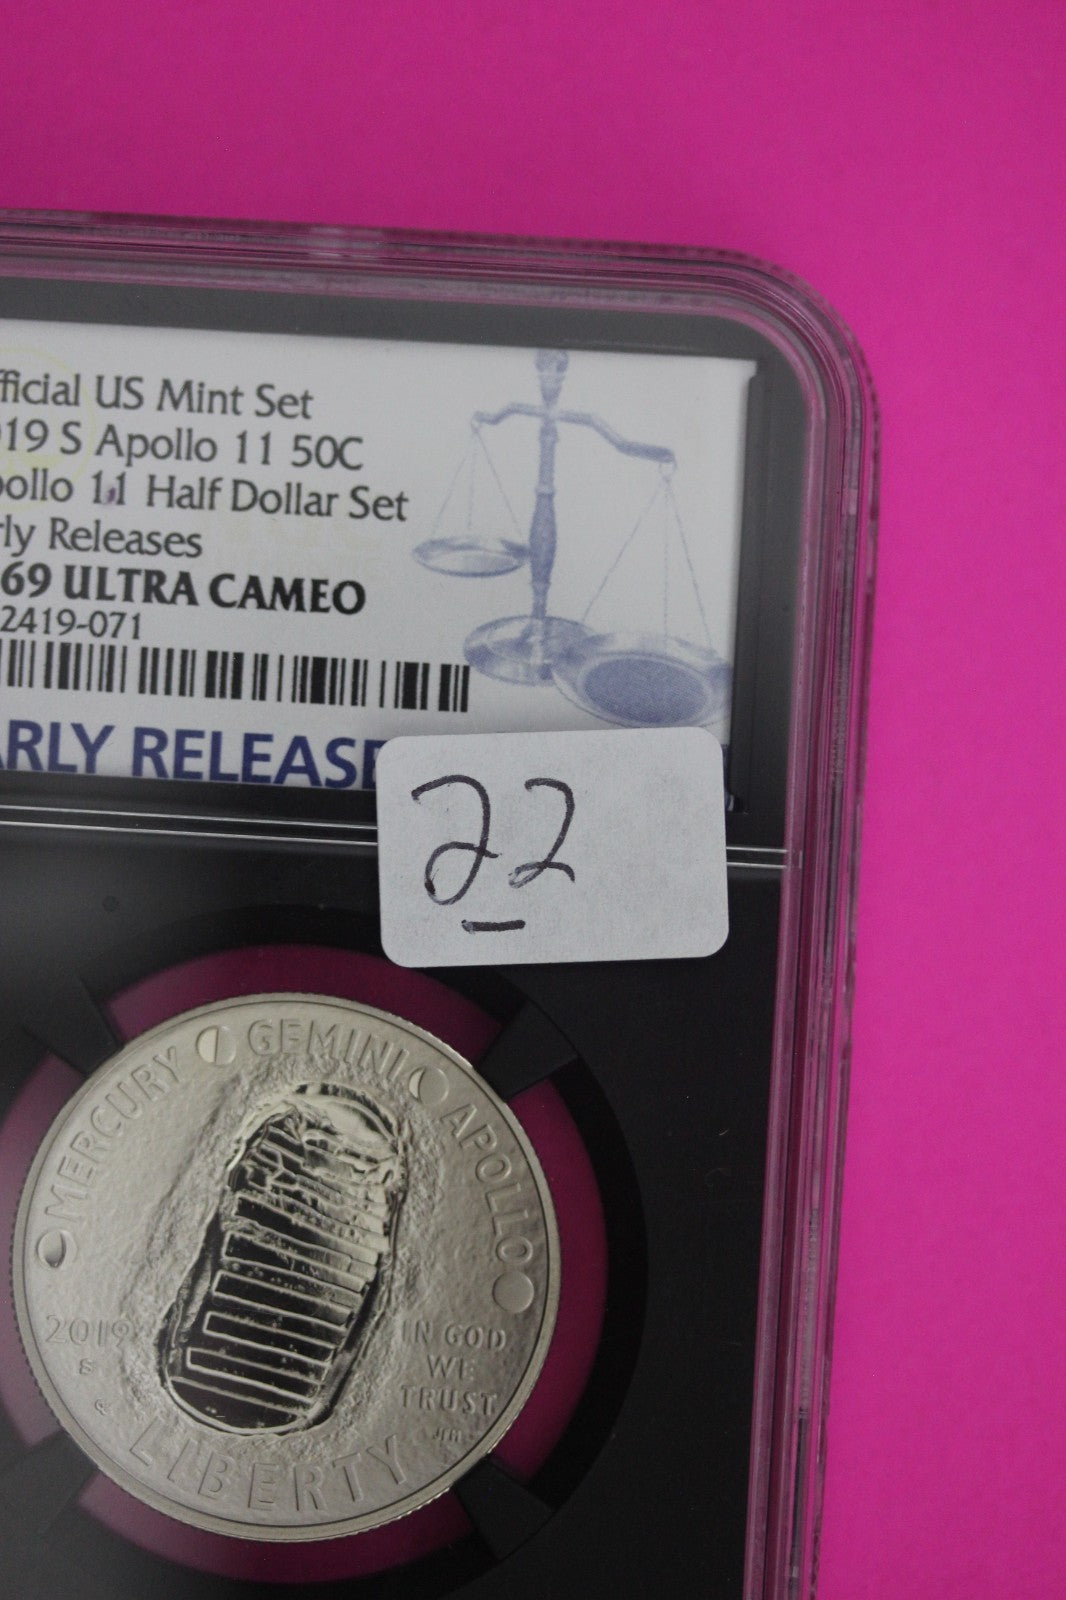 fficial US Mint Set
019 S Apollo 11 50C
pollo 11 Half Dollar Set
rly Releases
69 ULTRA CAMEO
2419-071
ARLY RELEASE
22
MERCURY GEMINI APOLLO
2019
S
IN GOD
WE
TRUST
JFM
LIBERTY